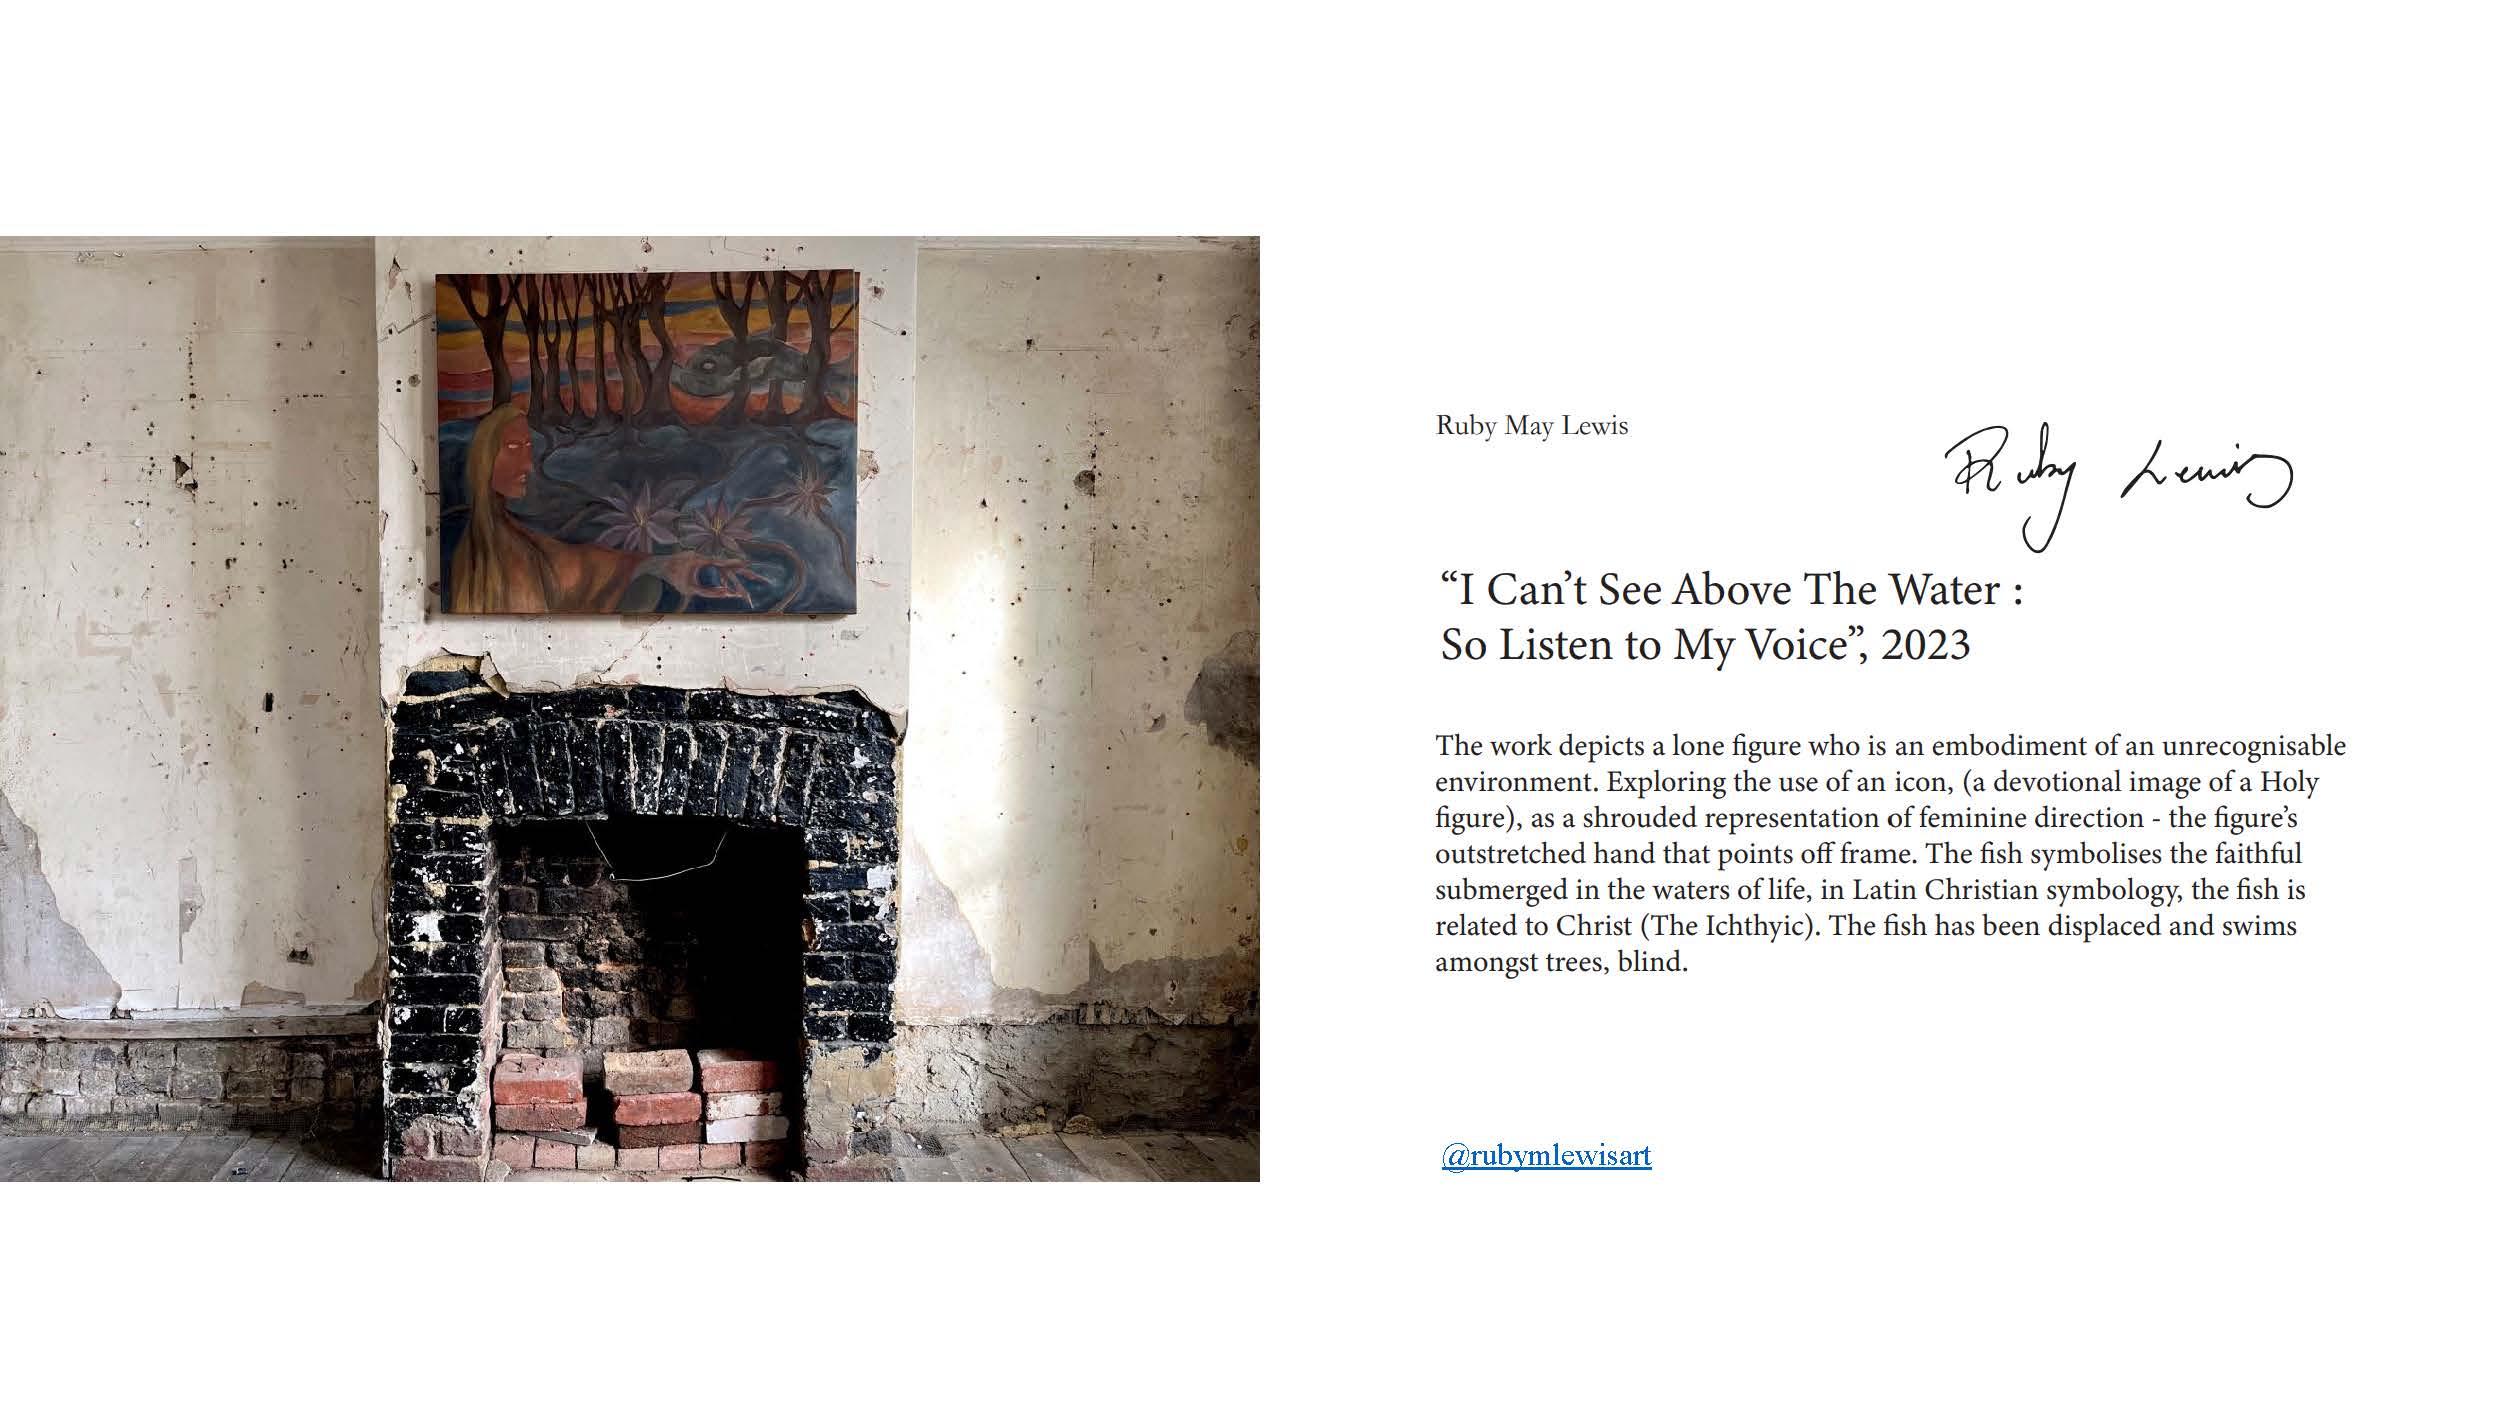 Ruby May Lewis
Ruby Lewis
“I Can’t See Above The Water :
So Listen to My Voice”, 2023
The work depicts a lone figure who is an embodiment of an unrecognisable
environment. Exploring the use of an icon, (a devotional image of a Holy
figure), as a shrouded representation of feminine direction - the figure’s
outstretched hand that points off frame. The fish symbolises the faithful
submerged in the waters of life, in Latin Christian symbology, the fish is
related to Christ (The Ichthyic). The fish has been displaced and swims
amongst trees, blind.
@rubymlewisart